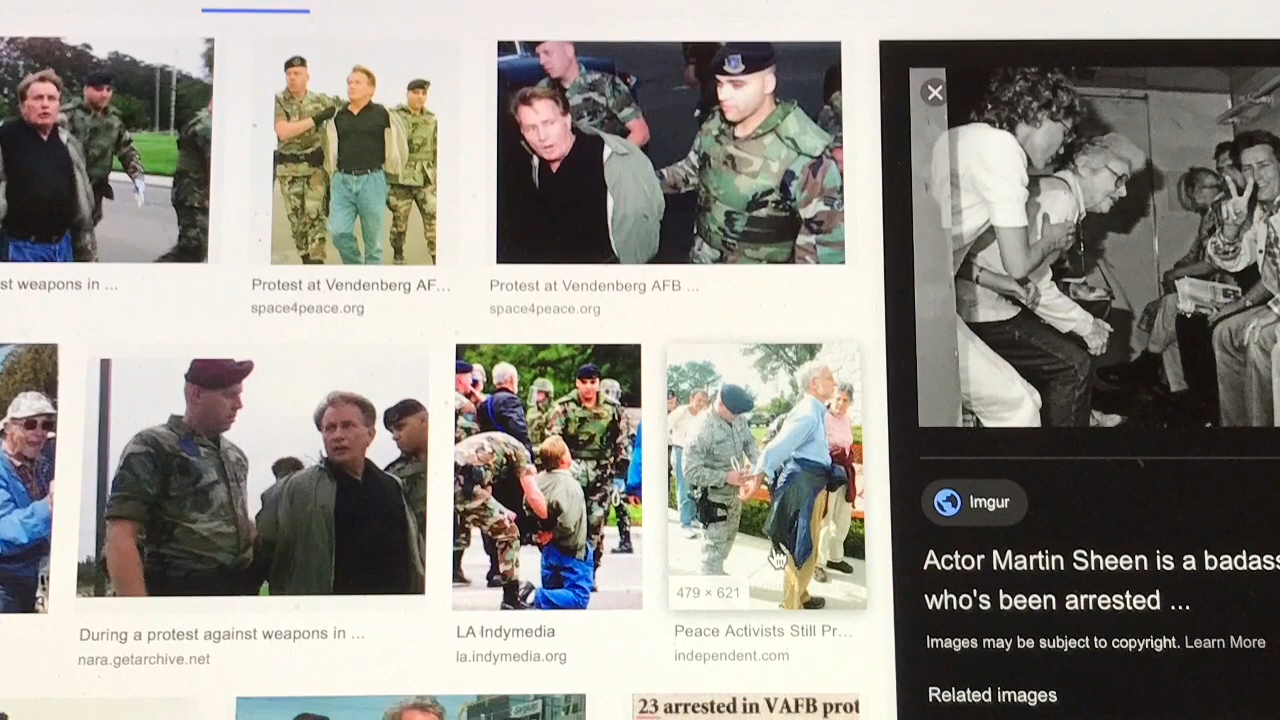 st weapons in ...
Protest at Vendenberg AF...
space4peace.org
Protest at Vendenberg AFB ...
space4peace.org
During a protest against weapons in ...
nara.getarchive.net
LA Indymedia
la.indymedia.org
479 × 621
Peace Activists Still Pr...
independent.com
23 arrested in VAFB prot
Imgur
Actor Martin Sheen is a badass
who's been arrested ...
Images may be subject to copyright. Learn More
Related images